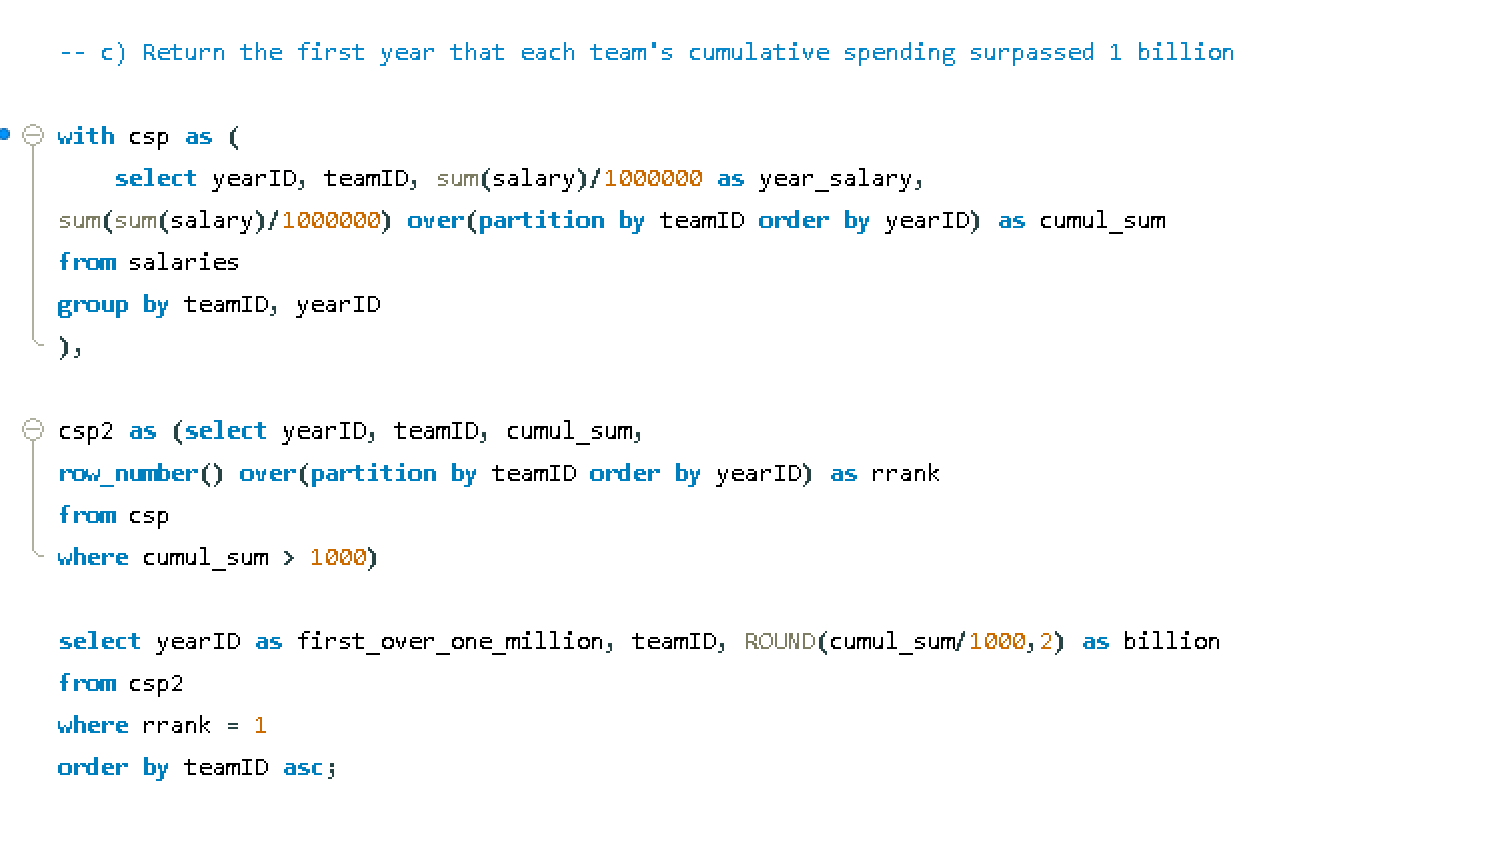 -- c) Return the first year that each team's cumulative spending surpassed 1 billion
with csp as (
select yearID, teamID, sum(salary)/1000000 as year_salary,
sum(sum(salary)/1000000) over(partition by teamID order by yearID) as cumul_sum
from salaries
group by teamID, yearID
),
csp2 as (select yearID, teamID, cumul_sum,
row_number() over(partition by teamID order by yearID) as rrank
from csp
where cumul_sum > 1000)
select yearID as first_over_one_million, teamID, ROUND(cumul_sum/1000,2) as billion
from csp2
where rrank = 1
order by teamID asc;